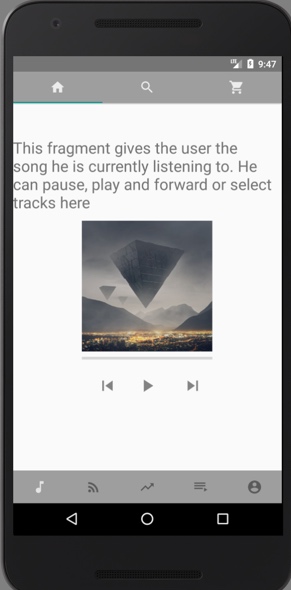 LTE 9:47
This fragment gives the user the
song he is currently listening to. He
can pause, play and forward or select
tracks here